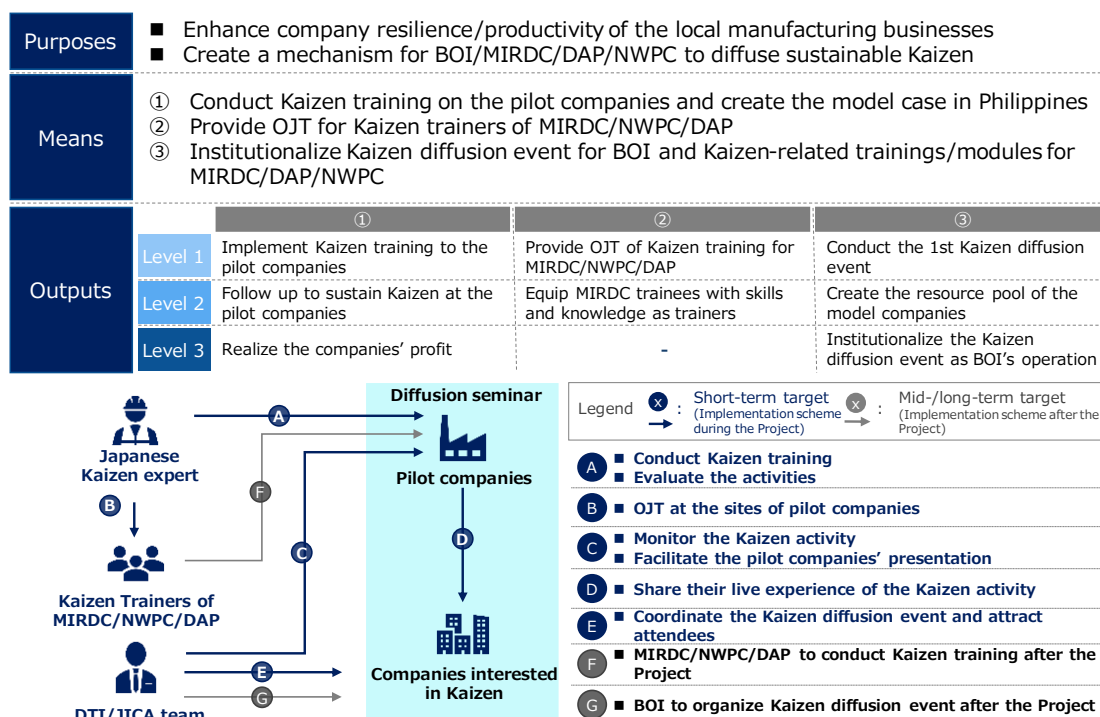 Purposes
■ Enhance company resilience/productivity of the local manufacturing businesses
■ Create a mechanism for BOI/MIRDC/DAP/NWPC to diffuse sustainable Kaizen
Means
① Conduct Kaizen training on the pilot companies and create the model case in Philippines
② Provide OJT for Kaizen trainers of MIRDC/NWPC/DAP
③ Institutionalize Kaizen diffusion event for BOI and Kaizen-related trainings/modules for
MIRDC/DAP/NWPC
Outputs
① ② ③
Level 1
Implement Kaizen training to the
pilot companies
Provide OJT of Kaizen training for
MIRDC/NWPC/DAP
Conduct the 1st Kaizen diffusion
event
Level 2
Follow up to sustain Kaizen at the
pilot companies
Equip MIRDC trainees with skills
and knowledge as trainers
Create the resource pool of the
model companies
Level 3
Realize the companies' profit
-
Institutionalize the Kaizen
diffusion event as BOI's operation
Japanese
Kaizen expert
Kaizen Trainers of
MIRDC/NWPC/DAP
DTI/JICA team
A
B
F
C
E
G
Diffusion seminar
Pilot companies
D
Companies interested
in Kaizen
Legend
x : Short-term target
(Implementation scheme
during the Project)
x : Mid-/long-term target
(Implementation scheme after the
Project)
A ■ Conduct Kaizen training
■ Evaluate the activities
B ■ OJT at the sites of pilot companies
C ■ Monitor the Kaizen activity
■ Facilitate the pilot companies' presentation
D ■ Share their live experience of the Kaizen activity
E ■ Coordinate the Kaizen diffusion event and attract
attendees
F ■ MIRDC/NWPC/DAP to conduct Kaizen training after the
Project
G ■ BOI to organize Kaizen diffusion event after the Project